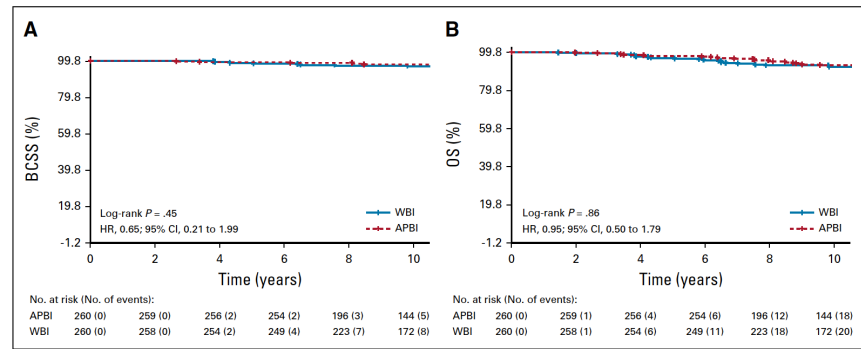 A
99.8
79.8
59.8
39.8
19.8
-1.2
BCSS (%)
Log-rank P = .45
HR, 0.65; 95% CI, 0.21 to 1.99
WBI
APBI
0 2 4 6 8 10
Time (years)
No. at risk (No. of events):
APBI 260 (0) 259 (0) 256 (2) 254 (2) 196 (3) 144 (5)
WBI 260 (0) 258 (0) 254 (2) 249 (4) 223 (7) 172 (8)
B
99.8
79.8
59.8
39.8
19.8
-1.2
OS (%)
Log-rank P = .86
HR, 0.95; 95% CI, 0.50 to 1.79
WBI
APBI
0 2 4 6 8 10
Time (years)
No. at risk (No. of events):
APBI 260 (0) 259 (1) 256 (4) 254 (6) 196 (12) 144 (18)
WBI 260 (0) 258 (1) 254 (6) 249 (11) 223 (18) 172 (20)